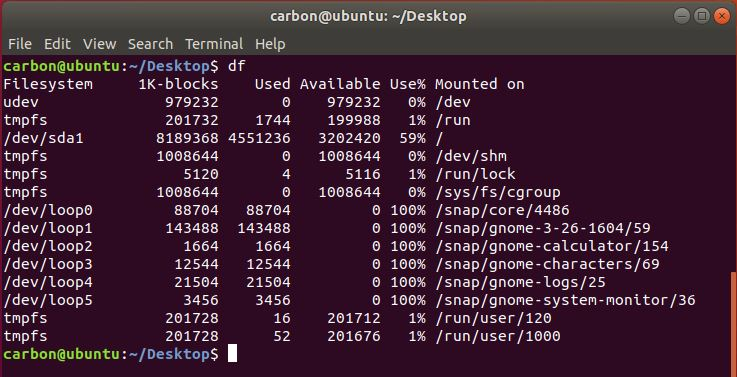 carbon@ubuntu: ~/Desktop
File Edit View Search Terminal Help
carbon@ubuntu:~/Desktop$ df
Filesystem     1K-blocks    Used Available Use% Mounted on
udev              979232       0    979232   0% /dev
tmpfs             201732    1744    199988   1% /run
/dev/sda1        8189368 4551236   3202420  59% /
tmpfs            1008644       0   1008644   0% /dev/shm
tmpfs               5120       4      5116   1% /run/lock
tmpfs            1008644       0   1008644   0% /sys/fs/cgroup
/dev/loop0         88704   88704         0 100% /snap/core/4486
/dev/loop1        143488  143488         0 100% /snap/gnome-3-26-1604/59
/dev/loop2          1664    1664         0 100% /snap/gnome-calculator/154
/dev/loop3         12544   12544         0 100% /snap/gnome-characters/69
/dev/loop4         21504   21504         0 100% /snap/gnome-logs/25
/dev/loop5          3456    3456         0 100% /snap/gnome-system-monitor/36
tmpfs             201728      16    201712   1% /run/user/120
tmpfs             201728      52    201676   1% /run/user/1000
carbon@ubuntu:~/Desktop$